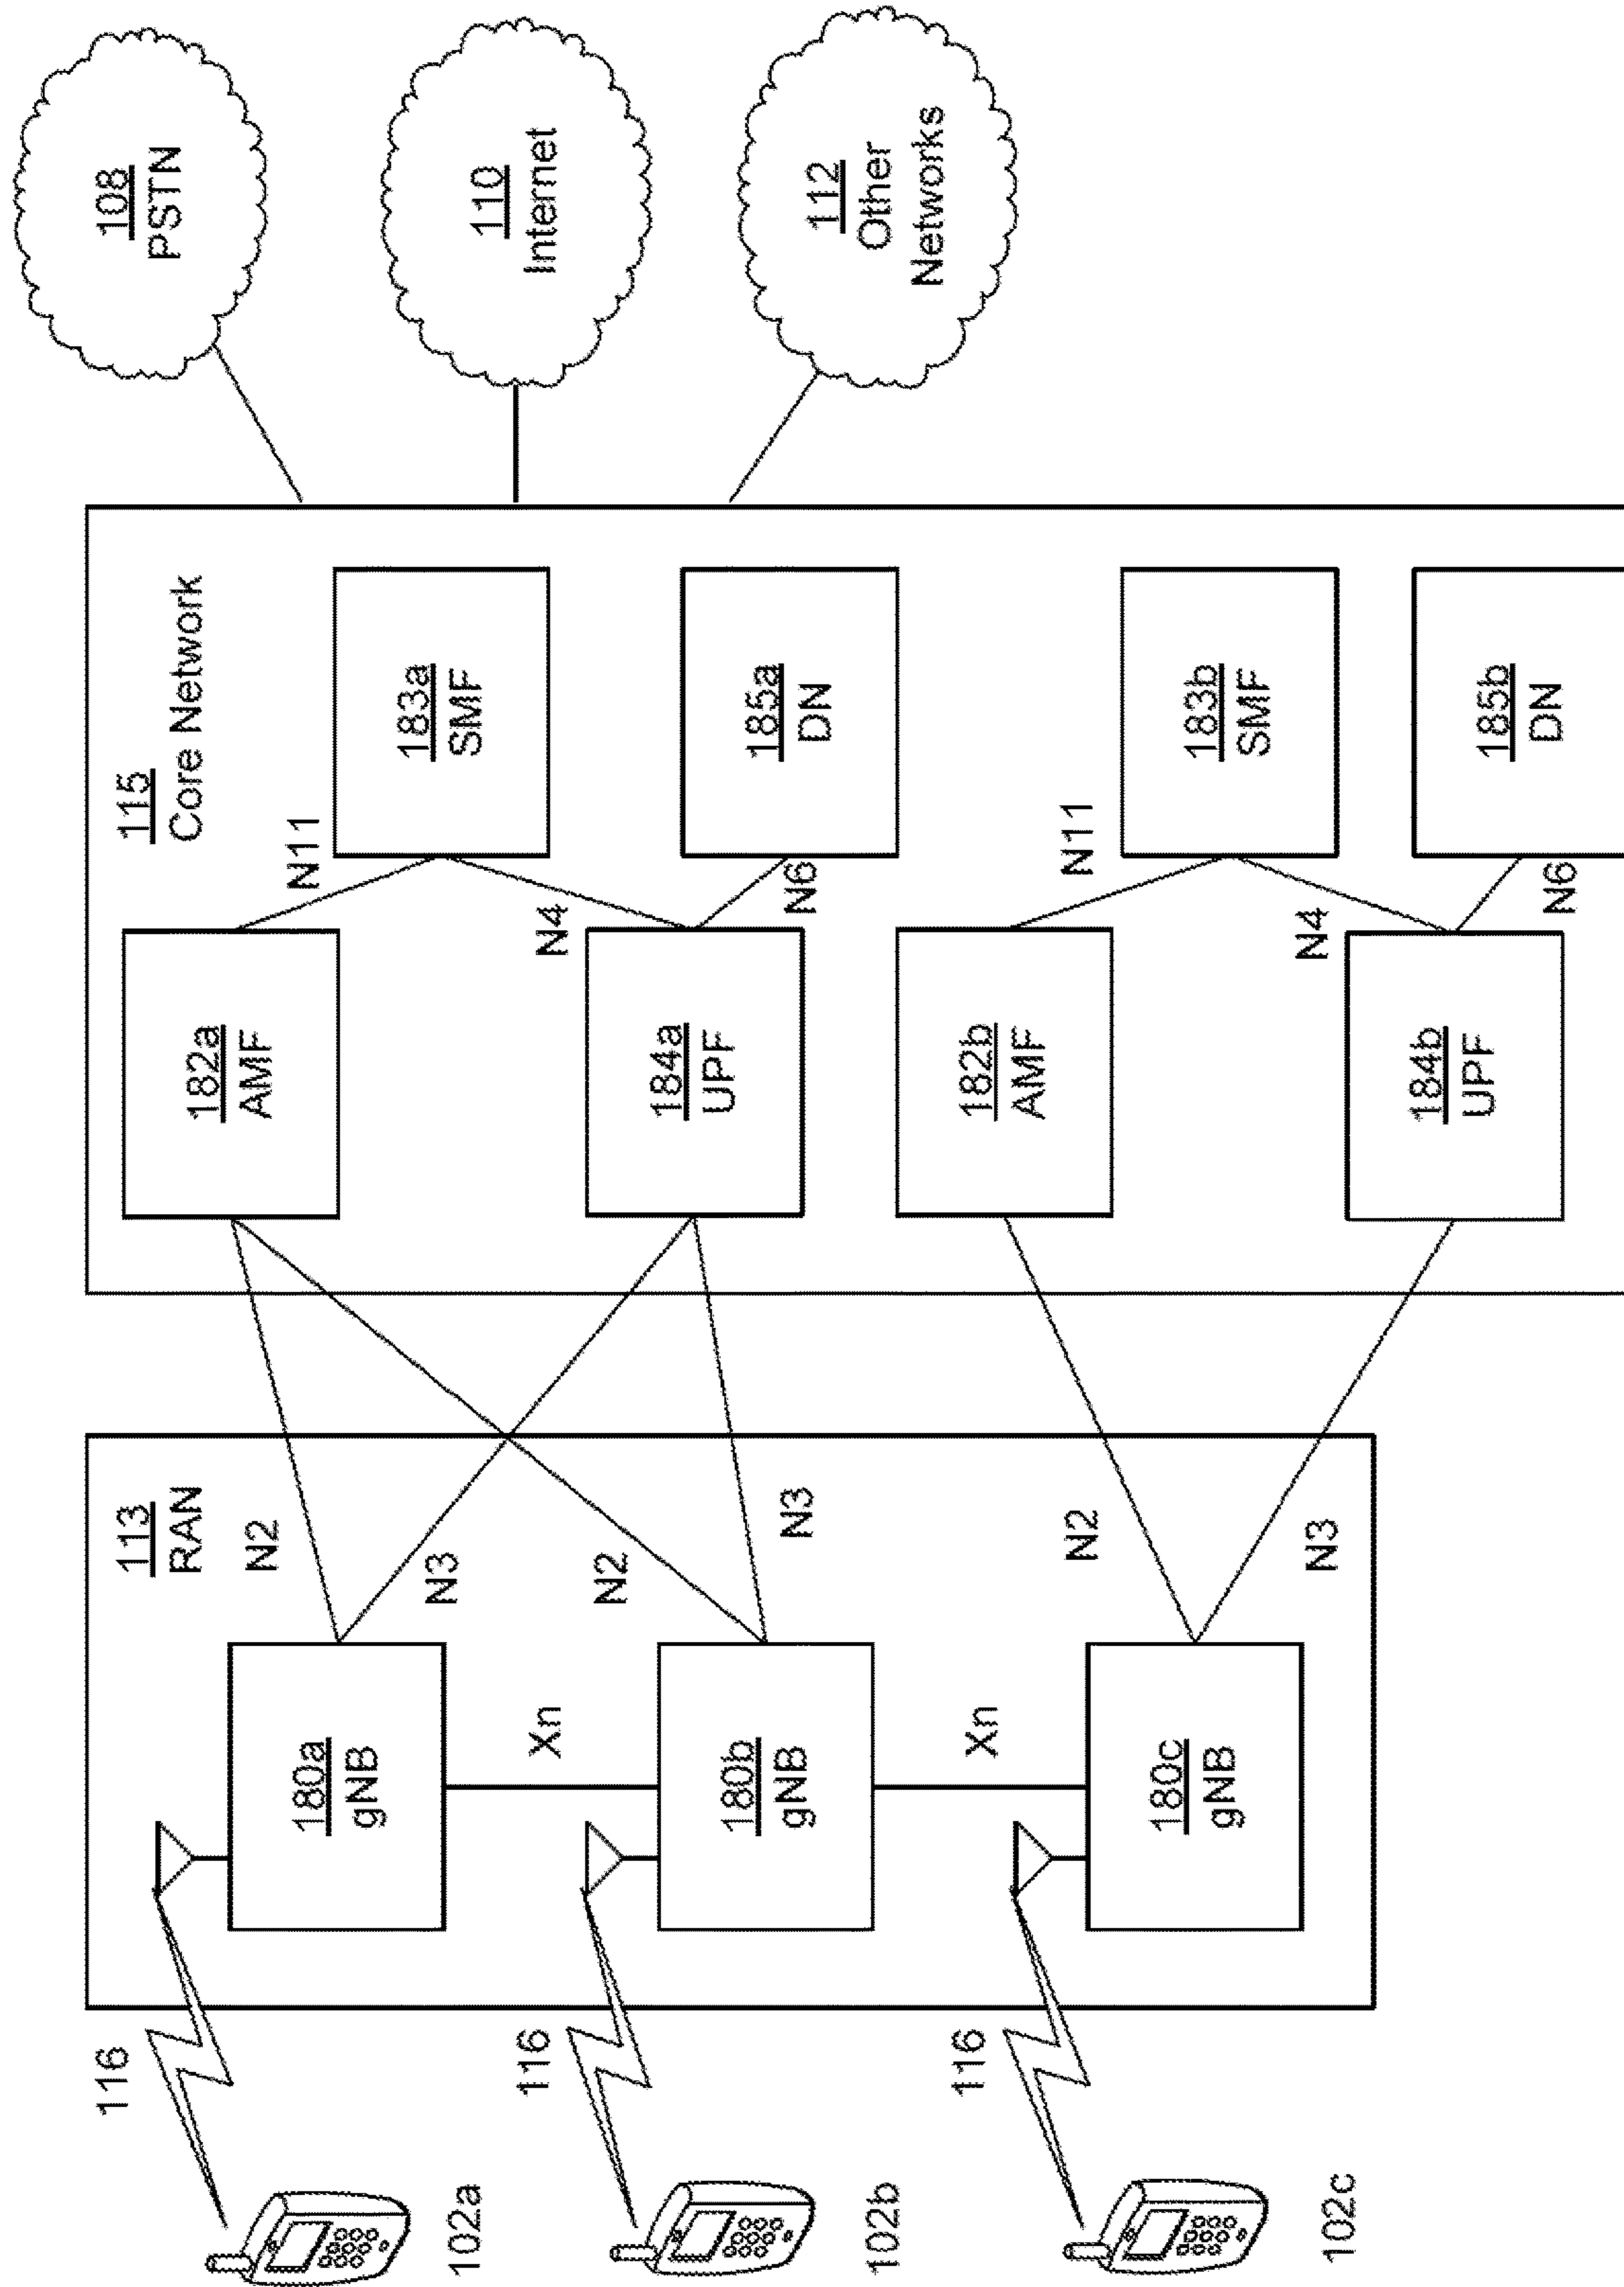 102a
116
102b
116
102c
116
113
RAN
180a
gNB
N2
N3
Xn
180b
gNB
N2
N3
Xn
180c
gNB
N2
N3
115
Core Network
182a
AMF
N11
183a
SMF
N4
184a
UPF
N6
185a
DN
182b
AMF
N11
183b
SMF
N4
184b
UPF
N6
185b
DN
108
PSTN
110
Internet
112
Other
Networks